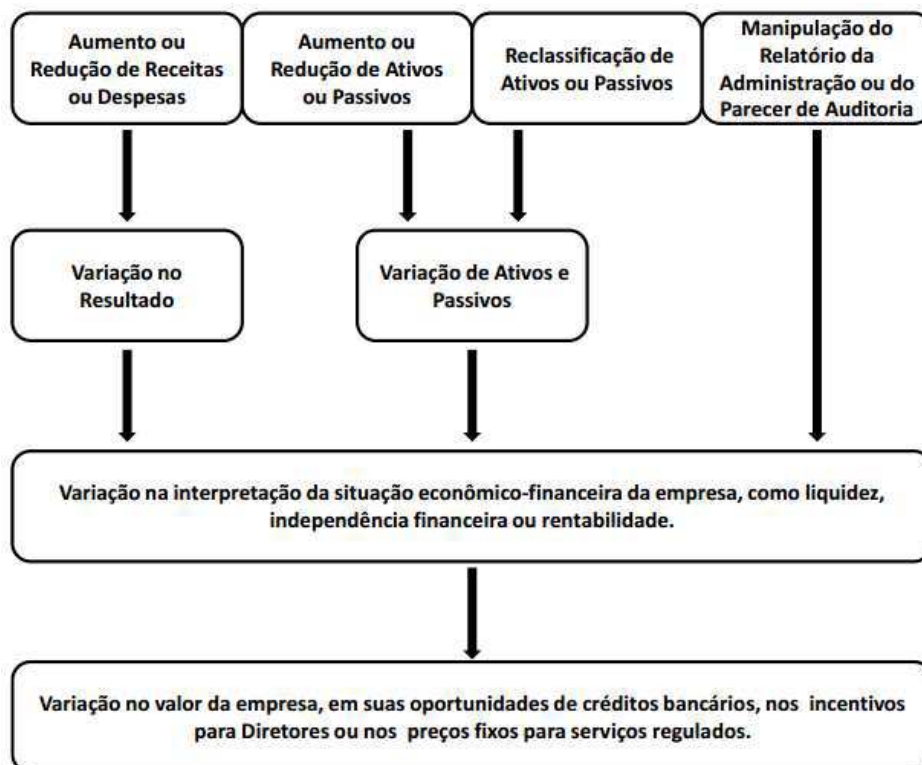 Aumento ou
Redução de Receitas
ou Despesas
Aumento ou
Redução de Ativos
ou Passivos
Reclassificação de
Ativos ou Passivos
Manipulação do
Relatório da
Administração ou do
Parecer de Auditoria
Variação no
Resultado
Variação de Ativos e
Passivos
Variação na interpretação da situação econômico-financeira da empresa, como liquidez,
independência financeira ou rentabilidade.
Variação no valor da empresa, em suas oportunidades de créditos bancários, nos incentivos
para Diretores ou nos preços fixos para serviços regulados.